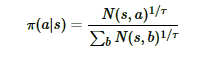 π(a|s) = N(s, a)^{1/τ} / ∑_b N(s, b)^{1/τ}